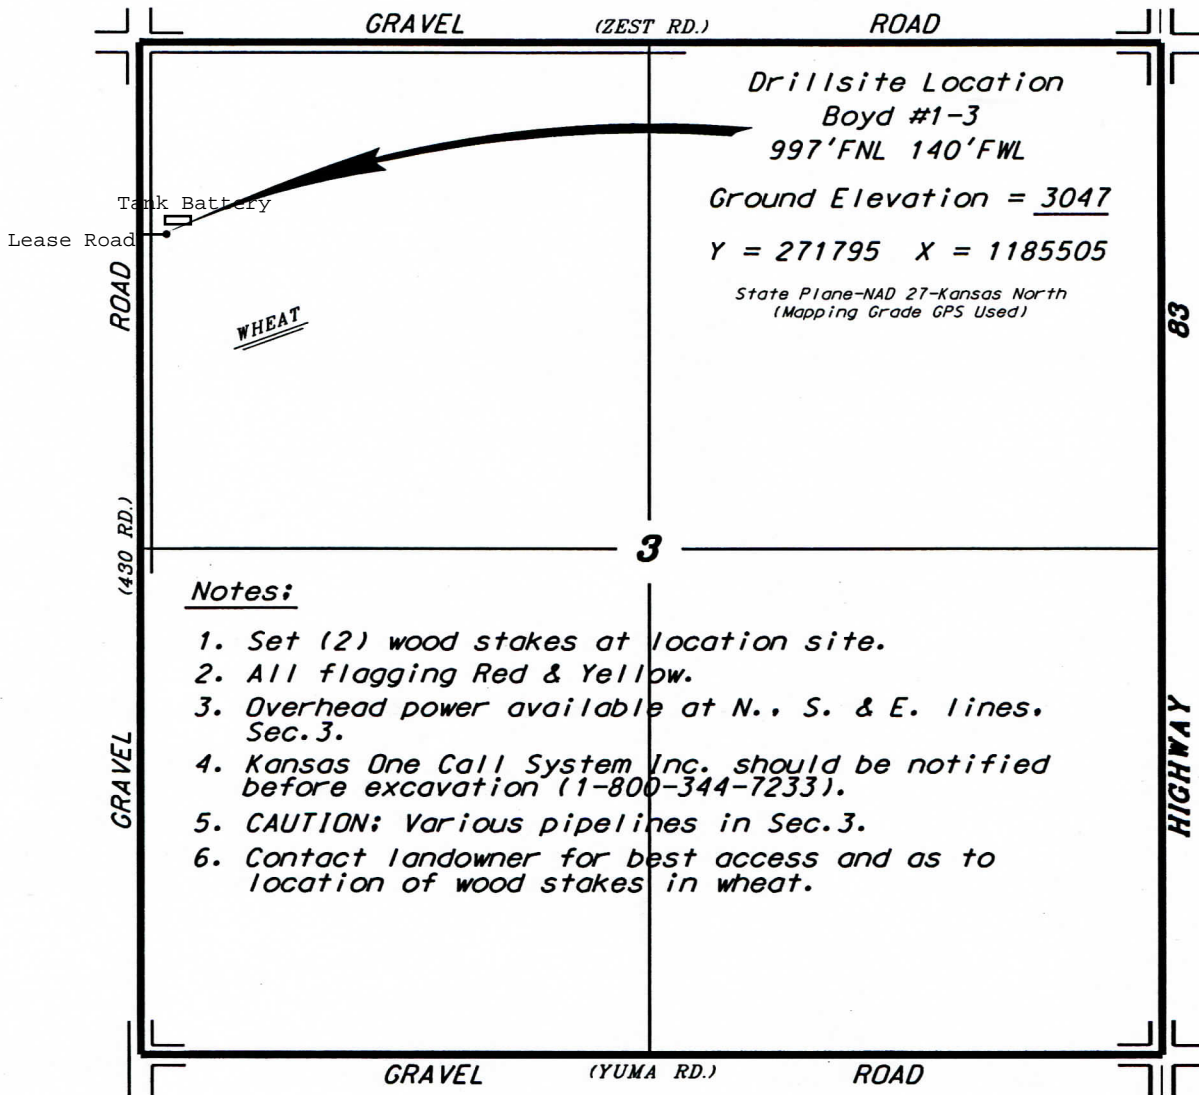 GRAVEL (ZEST RD.) ROAD
Drillsite Location
Boyd #1-3
997'FNL 140'FWL
Ground Elevation = 3047
Y = 271795 X = 1185505
State Plane-NAD 27-Kansas North
(Mapping Grade GPS Used)
Tank Battery
Lease Road
WHEAT
ROAD
(430 RD.)
GRAVEL
83
HIGHWAY
3
Notes:
1. Set (2) wood stakes at location site.
2. All flagging Red & Yellow.
3. Overhead power available at N., S. & E. lines,
Sec.3.
4. Kansas One Call System Inc. should be notified
before excavation (1-800-344-7233).
5. CAUTION: Various pipelines in Sec.3.
6. Contact landowner for best access and as to
location of wood stakes in wheat.
GRAVEL (YUMA RD.) ROAD